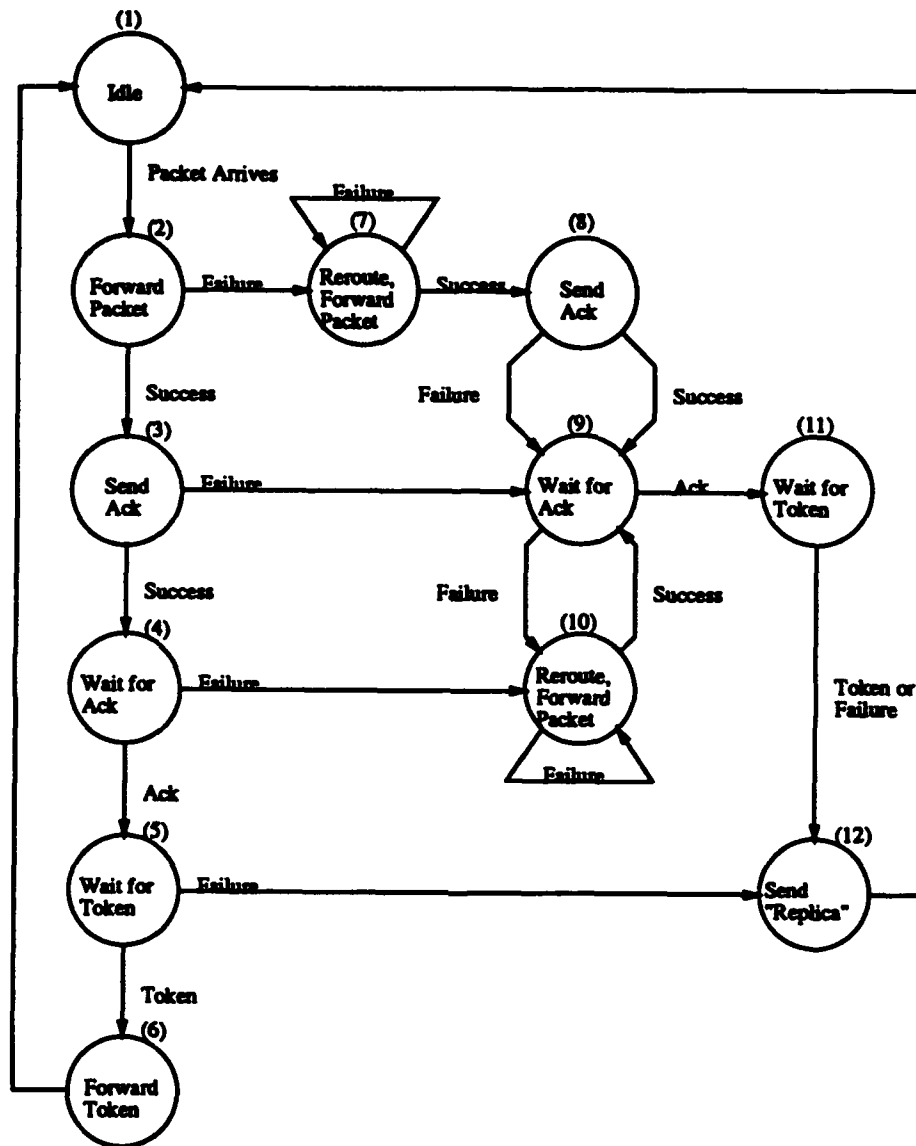 (1)
Idle
Packet Arrives
Failure
(2)
(7)
(8)
Forward
Packet
Failure
Reroute,
Forward
Packet
Success
Send
Ack
Success
Failure
Success
(3)
(9)
(11)
Send
Ack
Failure
Wait for
Ack
Ack
Wait for
Token
Success
Failure
Success
(4)
(10)
Wait for
Ack
Failure
Reroute,
Forward
Packet
Token or
Failure
Failure
Ack
(5)
(12)
Wait for
Token
Failure
Send
"Replica"
Token
(6)
Forward
Token